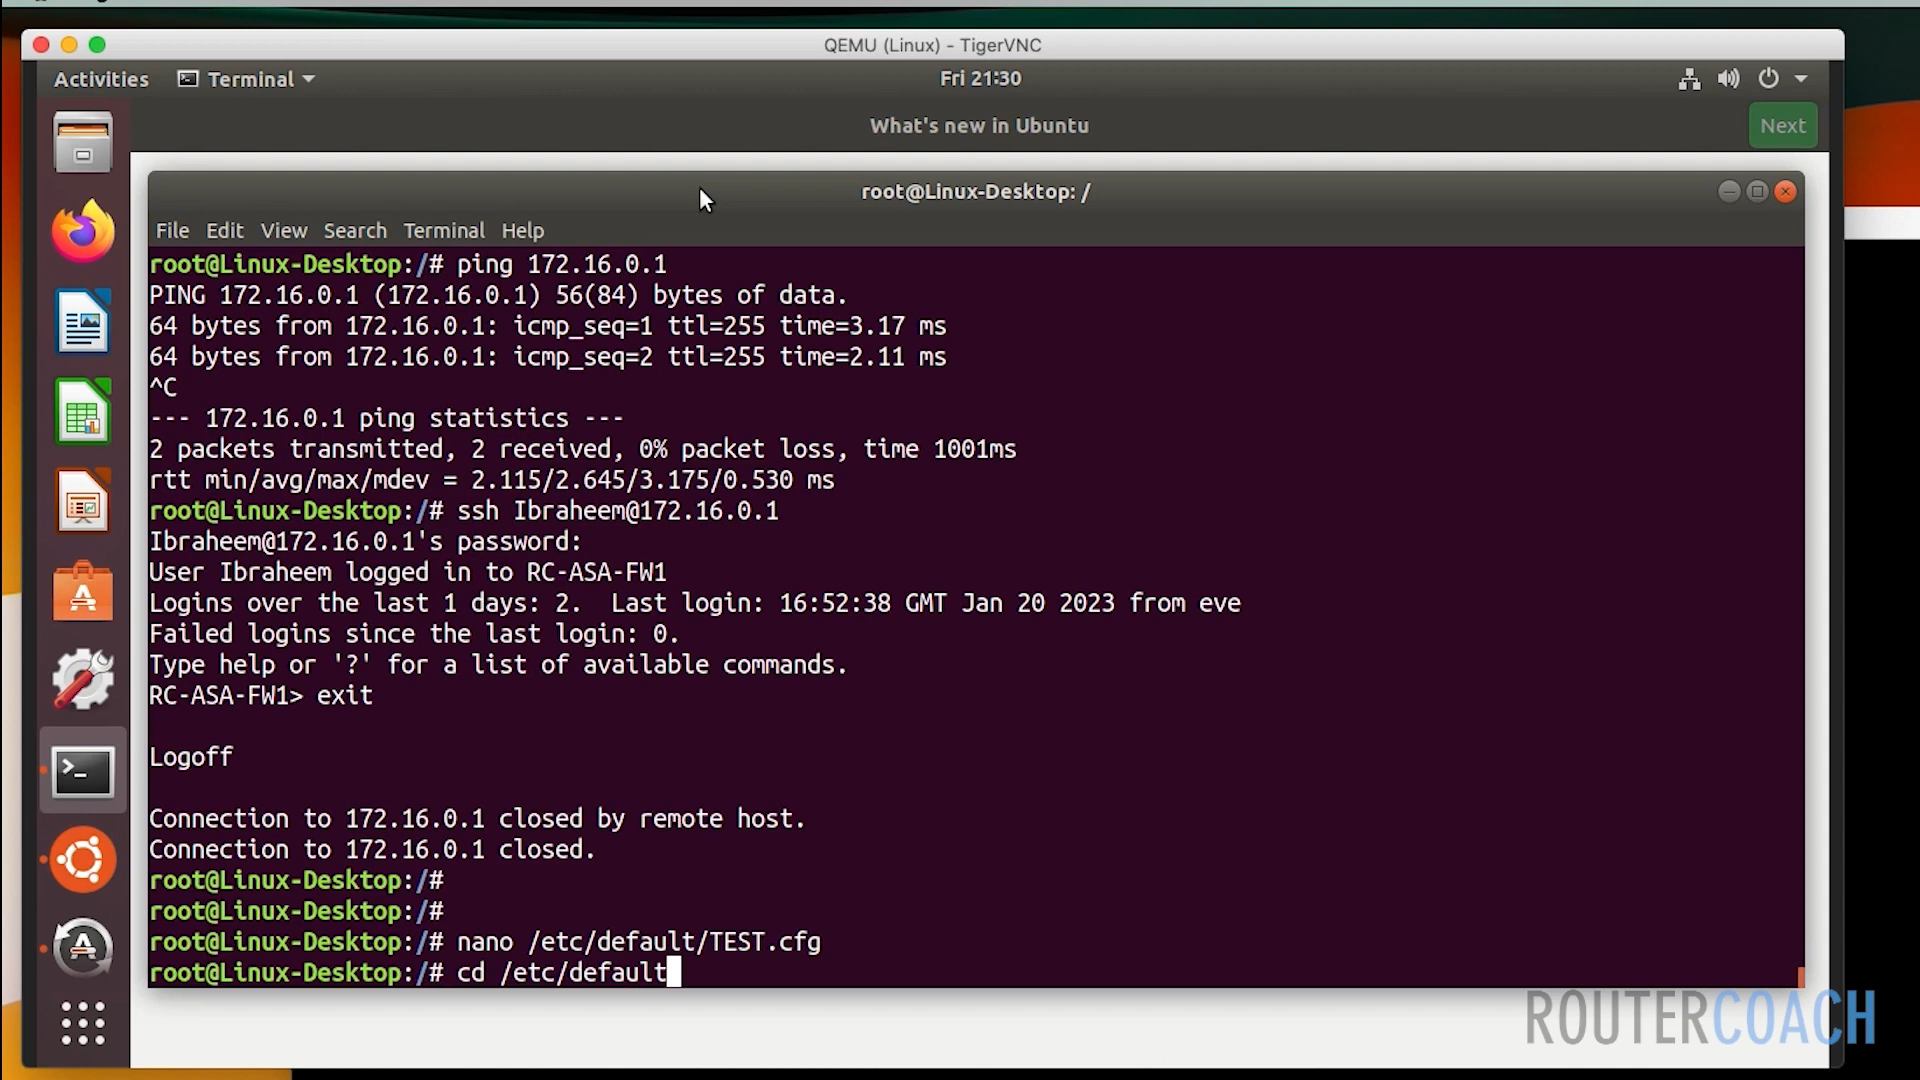 QEMU (Linux) - TigerVNC
Activities Terminal Fri 21:30
What's new in Ubuntu Next
root@Linux-Desktop: /
File Edit View Search Terminal Help
root@Linux-Desktop:/# ping 172.16.0.1
PING 172.16.0.1 (172.16.0.1) 56(84) bytes of data.
64 bytes from 172.16.0.1: icmp_seq=1 ttl=255 time=3.17 ms
64 bytes from 172.16.0.1: icmp_seq=2 ttl=255 time=2.11 ms
^C
--- 172.16.0.1 ping statistics ---
2 packets transmitted, 2 received, 0% packet loss, time 1001ms
rtt min/avg/max/mdev = 2.115/2.645/3.175/0.530 ms
root@Linux-Desktop:/# ssh Ibraheem@172.16.0.1
Ibraheem@172.16.0.1's password:
User Ibraheem logged in to RC-ASA-FW1
Logins over the last 1 days: 2.  Last login: 16:52:38 GMT Jan 20 2023 from eve
Failed logins since the last login: 0.
Type help or '?' for a list of available commands.
RC-ASA-FW1> exit
Logoff
Connection to 172.16.0.1 closed by remote host.
Connection to 172.16.0.1 closed.
root@Linux-Desktop:/#
root@Linux-Desktop:/#
root@Linux-Desktop:/# nano /etc/default/TEST.cfg
root@Linux-Desktop:/# cd /etc/default
ROUTERCOACH